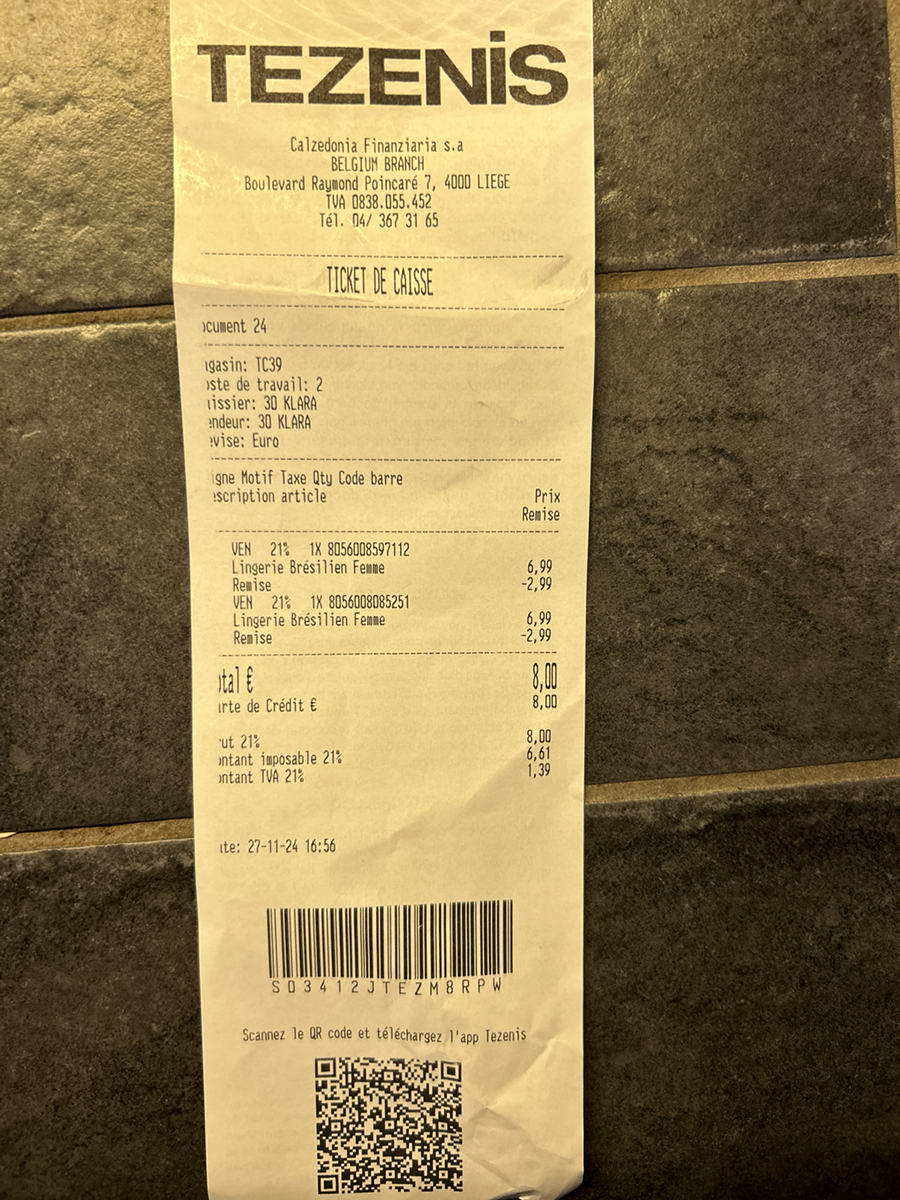 TEZENiS
Calzedonia Finanziaria s.a
BELGIUM BRANCH
Boulevard Raymond Poincaré 7, 4000 LIEGE
TVA 0838.055.452
Tél. 04/ 367 31 65
TICKET DE CAISSE
ocument 24
agasin: TC39
oste de travail: 2
aissier: 30 KLARA
endeur: 30 KLARA
evise: Euro
igne Motif Taxe Qty Code barre
escription article Prix
Remise
VEN 21% 1X 8056008597112
Lingerie Brésilien Femme 6,99
Remise -2,99
VEN 21% 1X 8056008085251
Lingerie Brésilien Femme 6,99
Remise -2,99
otal € 8,00
arte de Crédit € 8,00
rut 21% 8,00
ontant imposable 21% 6,61
ontant TVA 21% 1,39
ate: 27-11-24 16:56
S03412JTEZM8RPW
Scannez le QR code et téléchargez l'app Tezenis